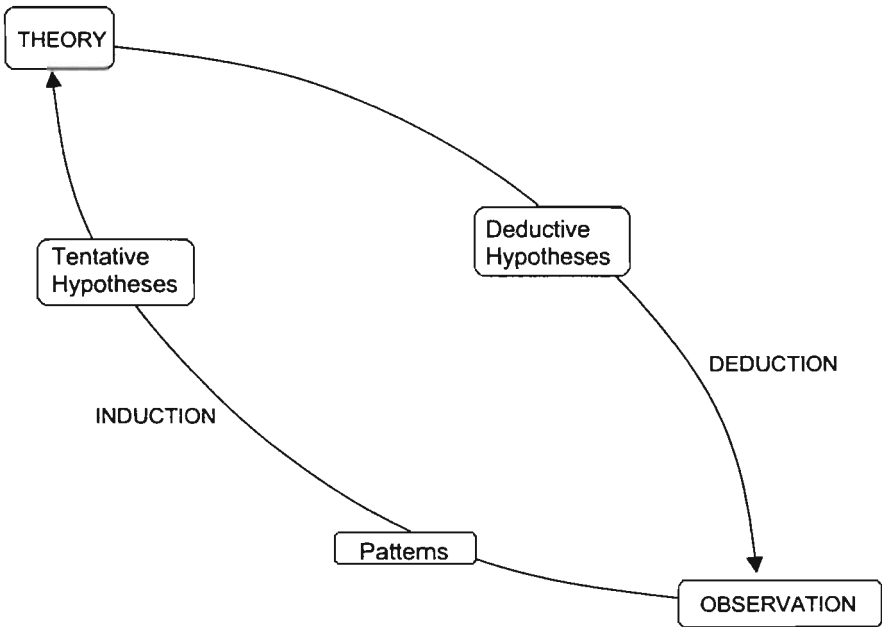 THEORY
Deductive
Hypotheses
Tentative
Hypotheses
DEDUCTION
INDUCTION
Patterns
OBSERVATION